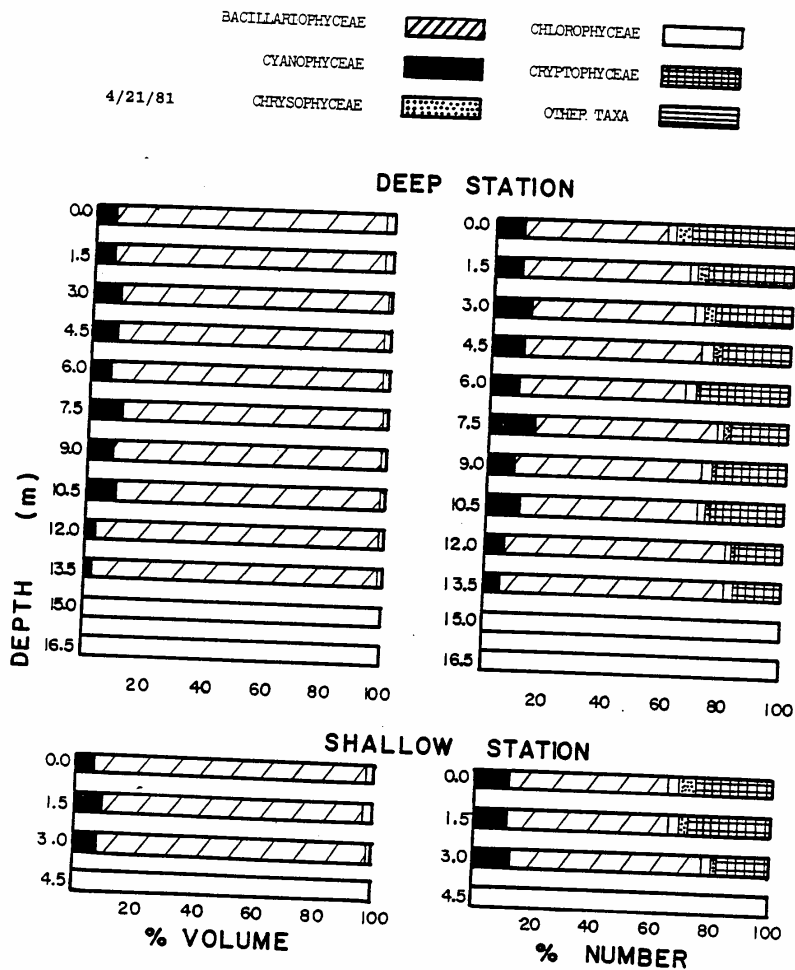 BACILLARIOPHYCEAE
CHLOROPHYCEAE
CYANOPHYCEAE
CRYPTOPHYCEAE
4/21/81
CHRYSOPHYCEAE
OTHER TAXA
DEEP STATION
0.0
1.5
3.0
4.5
6.0
7.5
9.0
10.5
12.0
13.5
15.0
16.5
DEPTH (m)
20 40 60 80 100
0.0
1.5
3.0
4.5
6.0
7.5
9.0
10.5
12.0
13.5
15.0
16.5
20 40 60 80 100
SHALLOW STATION
0.0
1.5
3.0
4.5
20 40 60 80 100
% VOLUME
0.0
1.5
3.0
4.5
20 40 60 80 100
% NUMBER